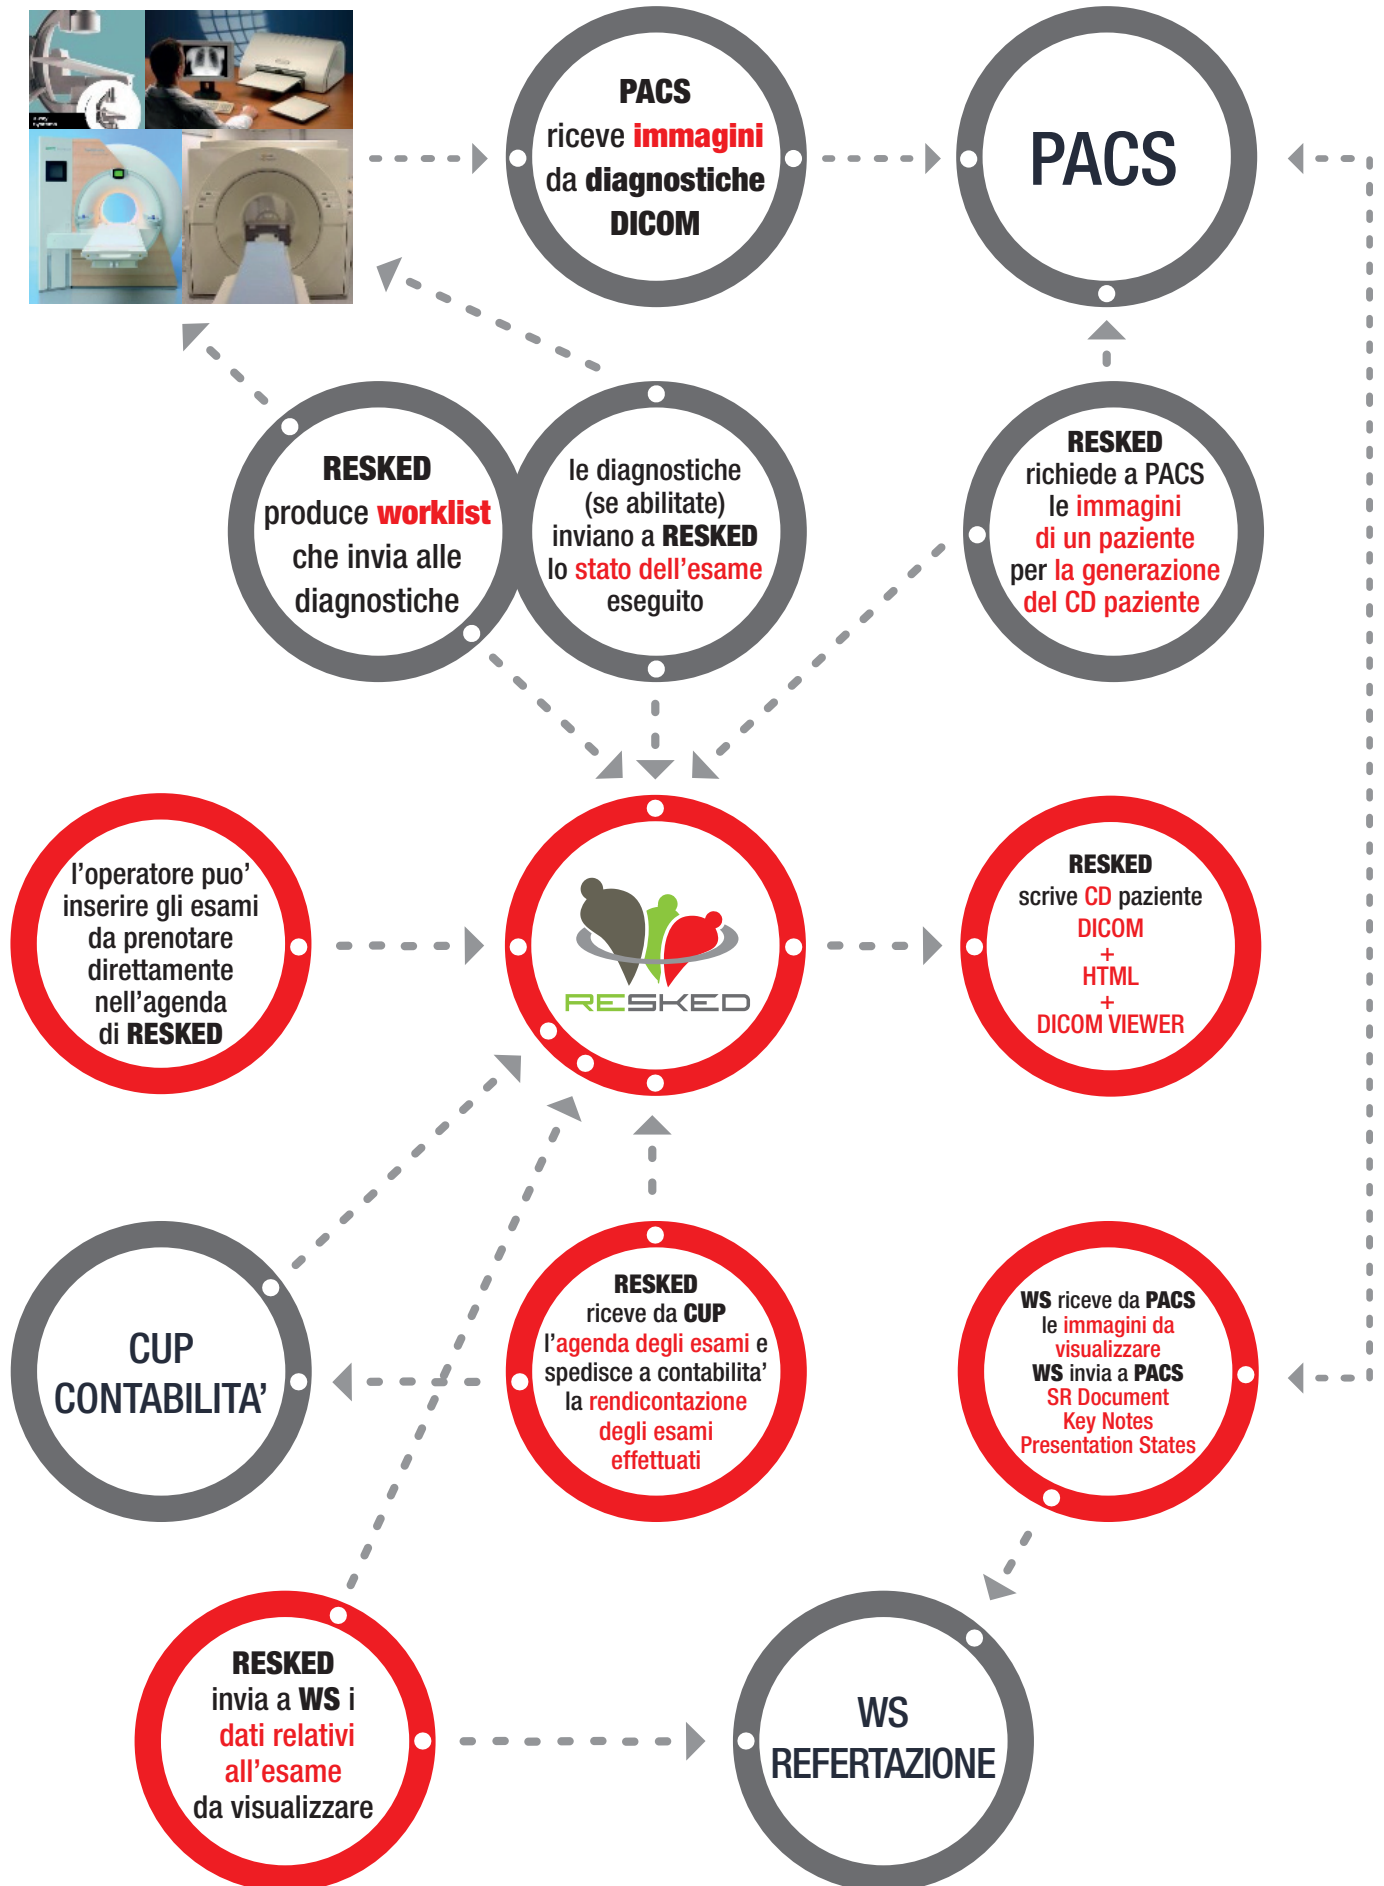 PACS
riceve immagini
da diagnostiche
DICOM
PACS
RESKED
produce worklist
che invia alle
diagnostiche
le diagnostiche
(se abilitate)
inviano a RESKED
lo stato dell'esame
eseguito
RESKED
richiede a PACS
le immagini
di un paziente
per la generazione
del CD paziente
l'operatore puo'
inserire gli esami
da prenotare
direttamente
nell'agenda
di RESKED
RESKED
RESKED
scrive CD paziente
DICOM
+
HTML
+
DICOM VIEWER
CUP
CONTABILITA'
RESKED
riceve da CUP
l'agenda degli esami e
spedisce a contabilita'
la rendicontazione
degli esami
effettuati
WS riceve da PACS
le immagini da
visualizzare
WS invia a PACS
SR Document
Key Notes
Presentation States
RESKED
invia a WS i
dati relativi
all'esame
da visualizzare
WS
REFERTAZIONE